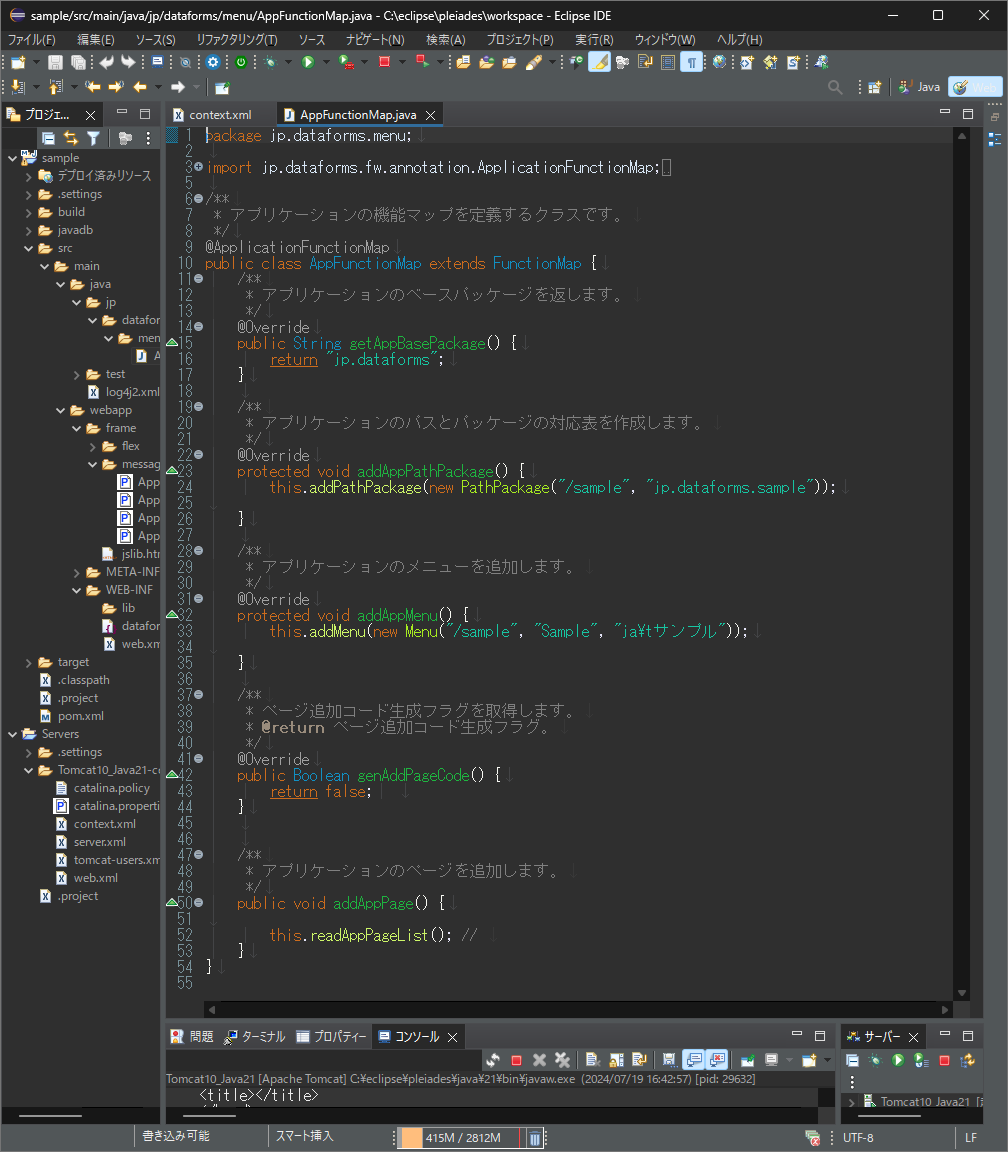 sample/src/main/java/jp/dataforms/menu/AppFunctionMap.java - C:\eclipse\pleiades\workspace - Eclipse IDE
ファイル(F) 編集(E) ソース(S) リファクタリング(T) ソース ナビゲート(N) 検索(A) プロジェクト(P) 実行(R) ウィンドウ(W) ヘルプ(H)
Java Web
プロジェ...
sample
デプロイ済みリソース
.settings
build
javadb
src
main
java
jp
datafor
men
A
test
log4j2.xml
webapp
frame
flex
messag
App
App
App
App
jslib.htr
META-INF
WEB-INF
lib
datafor
web.xm
target
.classpath
.project
pom.xml
Servers
.settings
Tomcat10_Java21-co
catalina.policy
catalina.properti
context.xml
server.xml
tomcat-users.xm
web.xml
.project
context.xml AppFunctionMap.java
1 package jp.dataforms.menu;↓
2 ↓
3 import jp.dataforms.fw.annotation.ApplicationFunctionMap;
5 ↓
6 /**↓
7 * アプリケーションの機能マップを定義するクラスです。↓
8 */↓
9 @ApplicationFunctionMap↓
10 public class AppFunctionMap extends FunctionMap {↓
11 /**↓
12 * アプリケーションのベースパッケージを返します。↓
13 */↓
14 @Override↓
15 public String getAppBasePackage() {↓
16 return "jp.dataforms";↓
17 }↓
18 ↓
19 /**↓
20 * アプリケーションのパスとパッケージの対応表を作成します。↓
21 */↓
22 @Override↓
23 protected void addAppPathPackage() {↓
24 this.addPathPackage(new PathPackage("/sample", "jp.dataforms.sample"));↓
25 ↓
26 }↓
27 ↓
28 /**↓
29 * アプリケーションのメニューを追加します。↓
30 */↓
31 @Override↓
32 protected void addAppMenu() {↓
33 this.addMenu(new Menu("/sample", "Sample", "ja¥tサンプル"));↓
34 ↓
35 }↓
36 ↓
37 /**↓
38 * ページ追加コード生成フラグを取得します。↓
39 * @return ページ追加コード生成フラグ。↓
40 */↓
41 @Override↓
42 public Boolean genAddPageCode() {↓
43 return false; ↓
44 }↓
45 ↓
46 ↓
47 /**↓
48 * アプリケーションのページを追加します。↓
49 */↓
50 public void addAppPage() {↓
51 ↓
52 this.readAppPageList(); // ↓
53 }↓
54 }↓
55
問題 ターミナル プロパティー コンソール
Tomcat10_Java21 [Apache Tomcat] C:¥eclipse¥pleiades¥java¥21¥bin¥javaw.exe (2024/07/19 16:42:57) [pid: 29632]
<title></title>
サーバー
Tomcat10_Java21 [
書き込み可能 スマート挿入 415M / 2812M UTF-8 LF